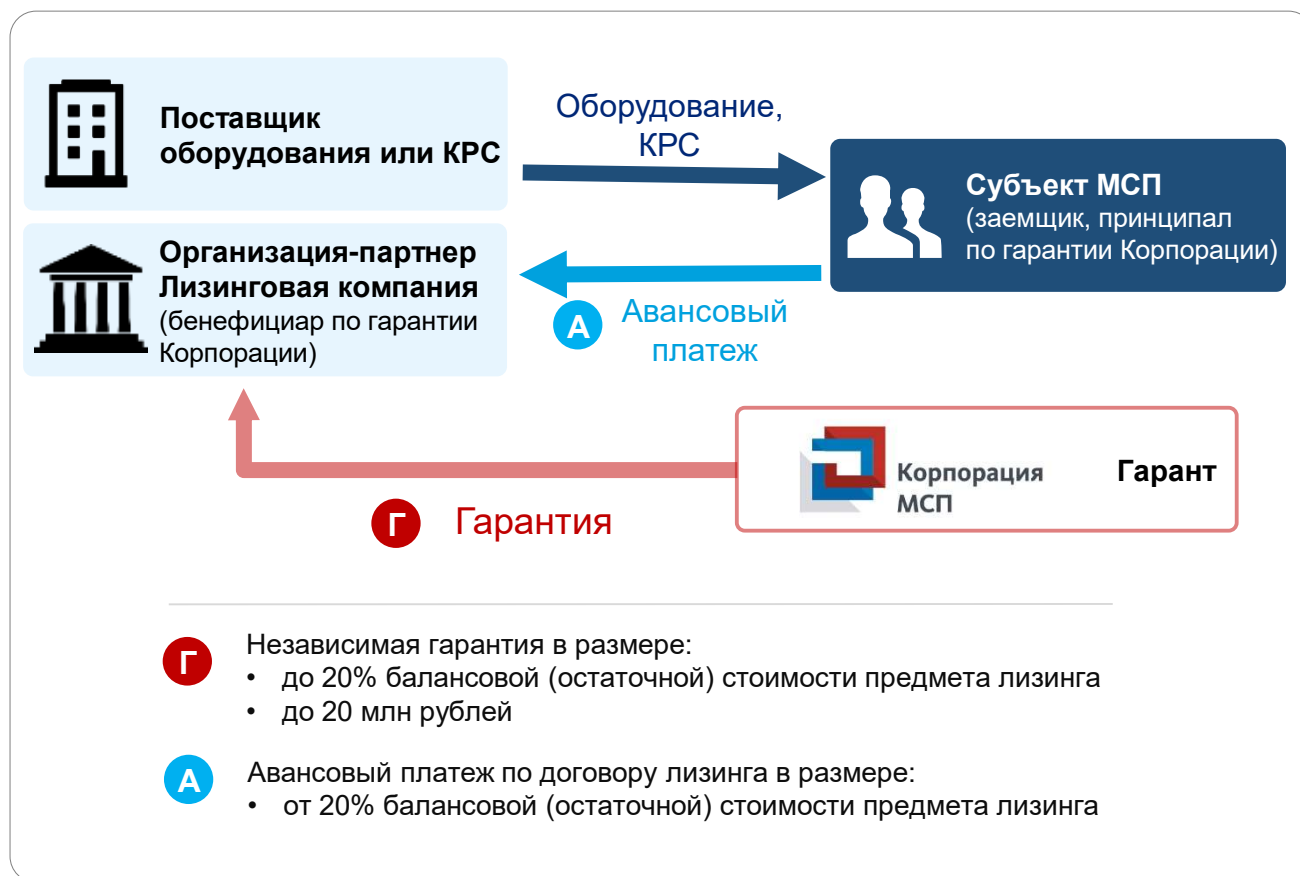 Поставщик
оборудования или КРС
Оборудование,
КРС
Субъект МСП
(заемщик, принципал
по гарантии Корпорации)
Организация-партнер
Лизинговая компания
(бенефициар по гарантии
Корпорации)
А
Авансовый
платеж
Корпорация
МСП
Гарант
Г
Гарантия
Г
Независимая гарантия в размере:
• до 20% балансовой (остаточной) стоимости предмета лизинга
• до 20 млн рублей
А
Авансовый платеж по договору лизинга в размере:
• от 20% балансовой (остаточной) стоимости предмета лизинга